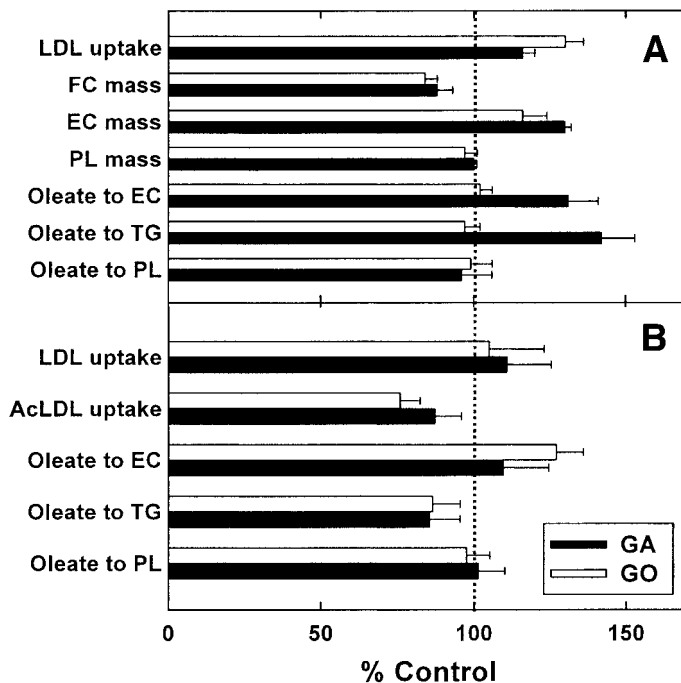 A
LDL uptake
FC mass
EC mass
PL mass
Oleate to EC
Oleate to TG
Oleate to PL
B
LDL uptake
AcLDL uptake
Oleate to EC
Oleate to TG
Oleate to PL
GA
GO
0 50 100 150
% Control